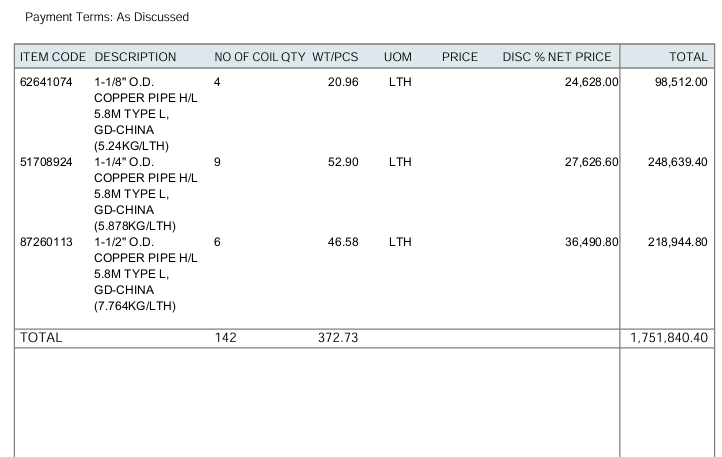 Payment Terms: As Discussed
ITEM CODE DESCRIPTION NO OF COIL QTY WT/PCS UOM PRICE DISC % NET PRICE TOTAL
62641074 1-1/8" O.D. 4 20.96 LTH 24,628.00 98,512.00
COPPER PIPE H/L
5.8M TYPE L,
GD-CHINA
(5.24KG/LTH)
51708924 1-1/4" O.D. 9 52.90 LTH 27,626.60 248,639.40
COPPER PIPE H/L
5.8M TYPE L,
GD-CHINA
(5.878KG/LTH)
87260113 1-1/2" O.D. 6 46.58 LTH 36,490.80 218,944.80
COPPER PIPE H/L
5.8M TYPE L,
GD-CHINA
(7.764KG/LTH)
TOTAL 142 372.73 1,751,840.40